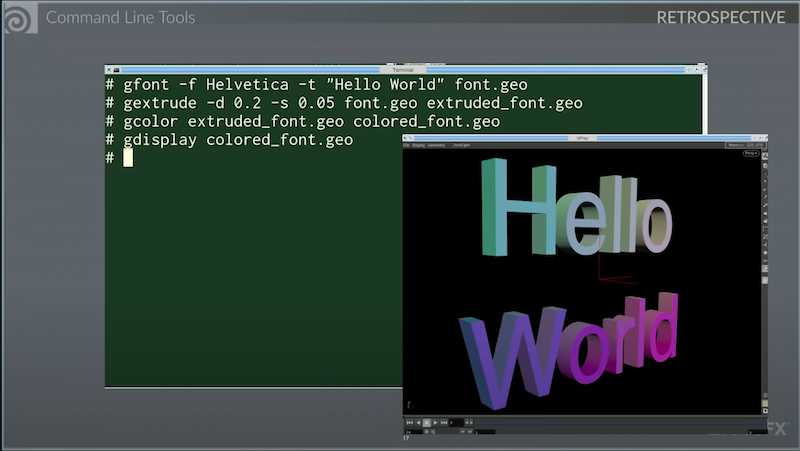 Command Line Tools
RETROSPECTIVE
Terminal
# gfont -f Helvetica -t "Hello World" font.geo
# gextrude -d 0.2 -s 0.05 font.geo extruded_font.geo
# gcolor extruded_font.geo colored_font.geo
# gdisplay colored_font.geo
#
GPlay
File Display Geometry
Hello
World
FX